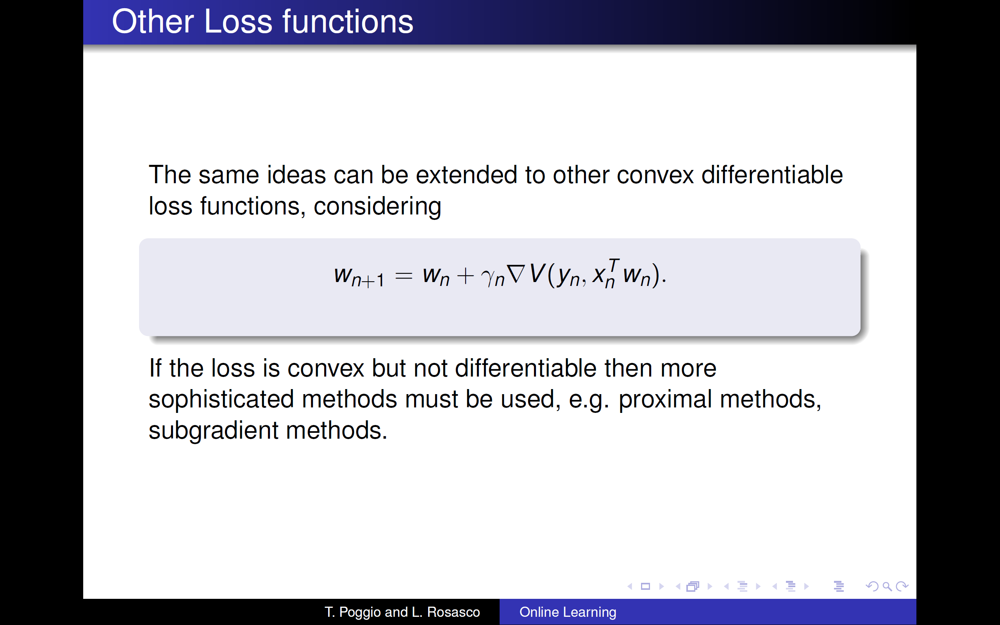 Other Loss functions
The same ideas can be extended to other convex differentiable
loss functions, considering
w_{n+1} = w_n + γ_n∇V(y_n, x_n^T w_n).
If the loss is convex but not differentiable then more
sophisticated methods must be used, e.g. proximal methods,
subgradient methods.
T. Poggio and L. Rosasco
Online Learning